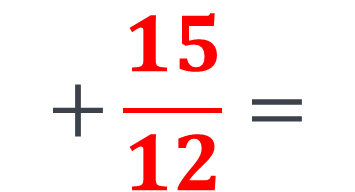 + 15/12 =